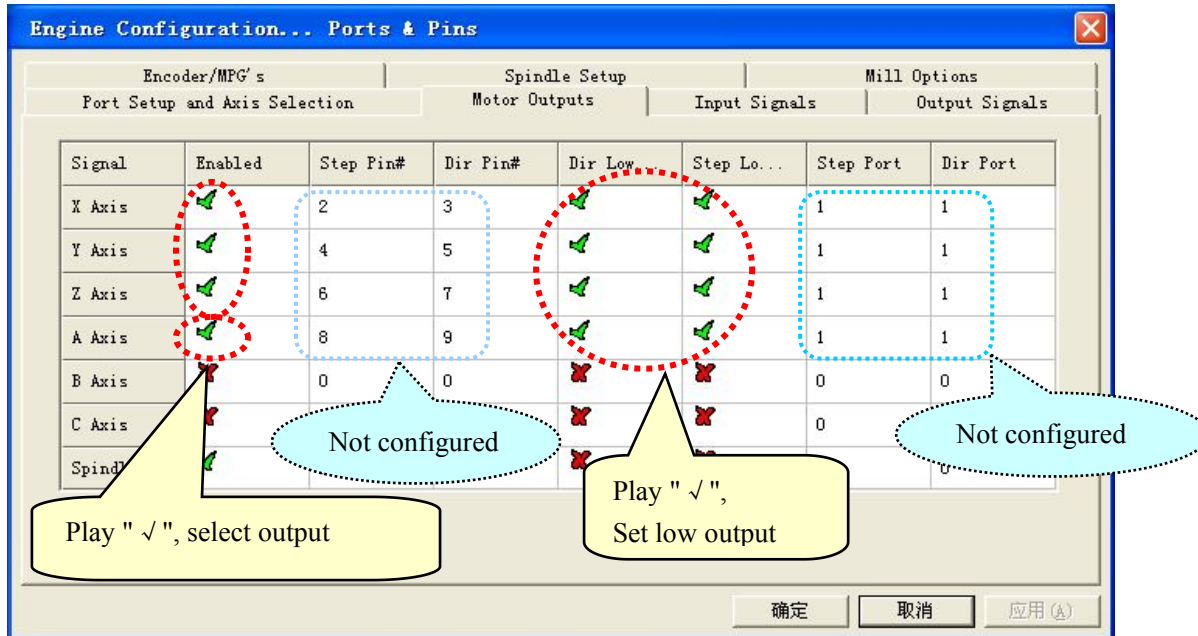 Engine Configuration... Ports & Pins
Encoder/MPG's Spindle Setup Mill Options
Port Setup and Axis Selection Motor Outputs Input Signals Output Signals
Signal Enabled Step Pin# Dir Pin# Dir Low... Step Lo... Step Port Dir Port
X Axis 2 3 1 1
Y Axis 4 5 1 1
Z Axis 6 7 1 1
A Axis 8 9 1 1
B Axis 0 0 0 0
C Axis 0
Not configured
Not configured
Play " √ ", select output
Play " √ ",
Set low output
确定 取消 应用(A)